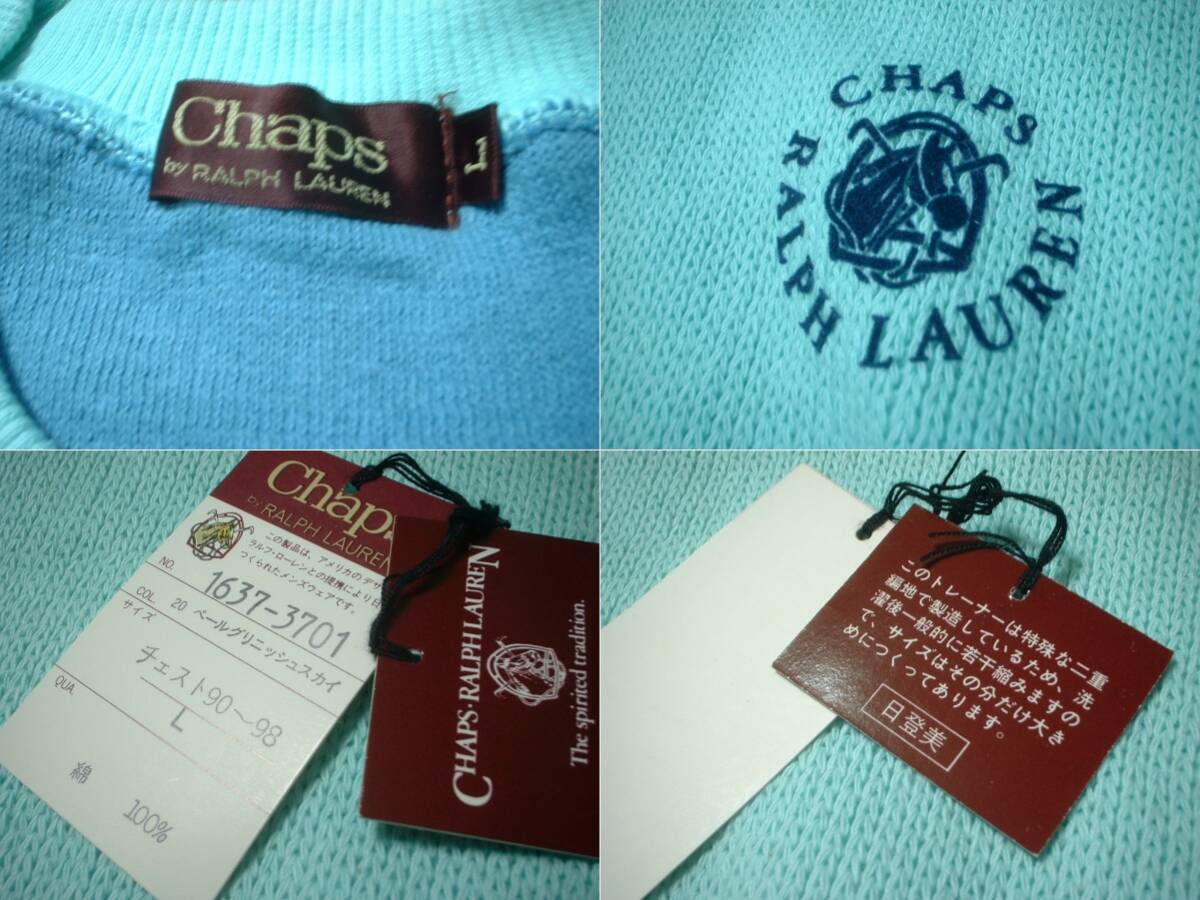 Chaps
by RALPH LAUREN
L
CHAPS
RALPH LAUREN
Chaps
by RALPH LAUREN
この製品は、アメリカのデザ
ラルフ・ローレンとの提携により日
つくられたメンズウェアです。
NO. 1637-3701
COL. 20 ペールグリニッシュスカイ
サイズ
チェスト90～98
L
QUA.
綿 100%
CHAPS・RALPH LAUREN
The spirited tradition.
このトレーナーは特殊な二重
編地で製造しているため、洗
濯後一般的に若干縮みますの
で、サイズはその分だけ大き
めにつくってあります。
日登美